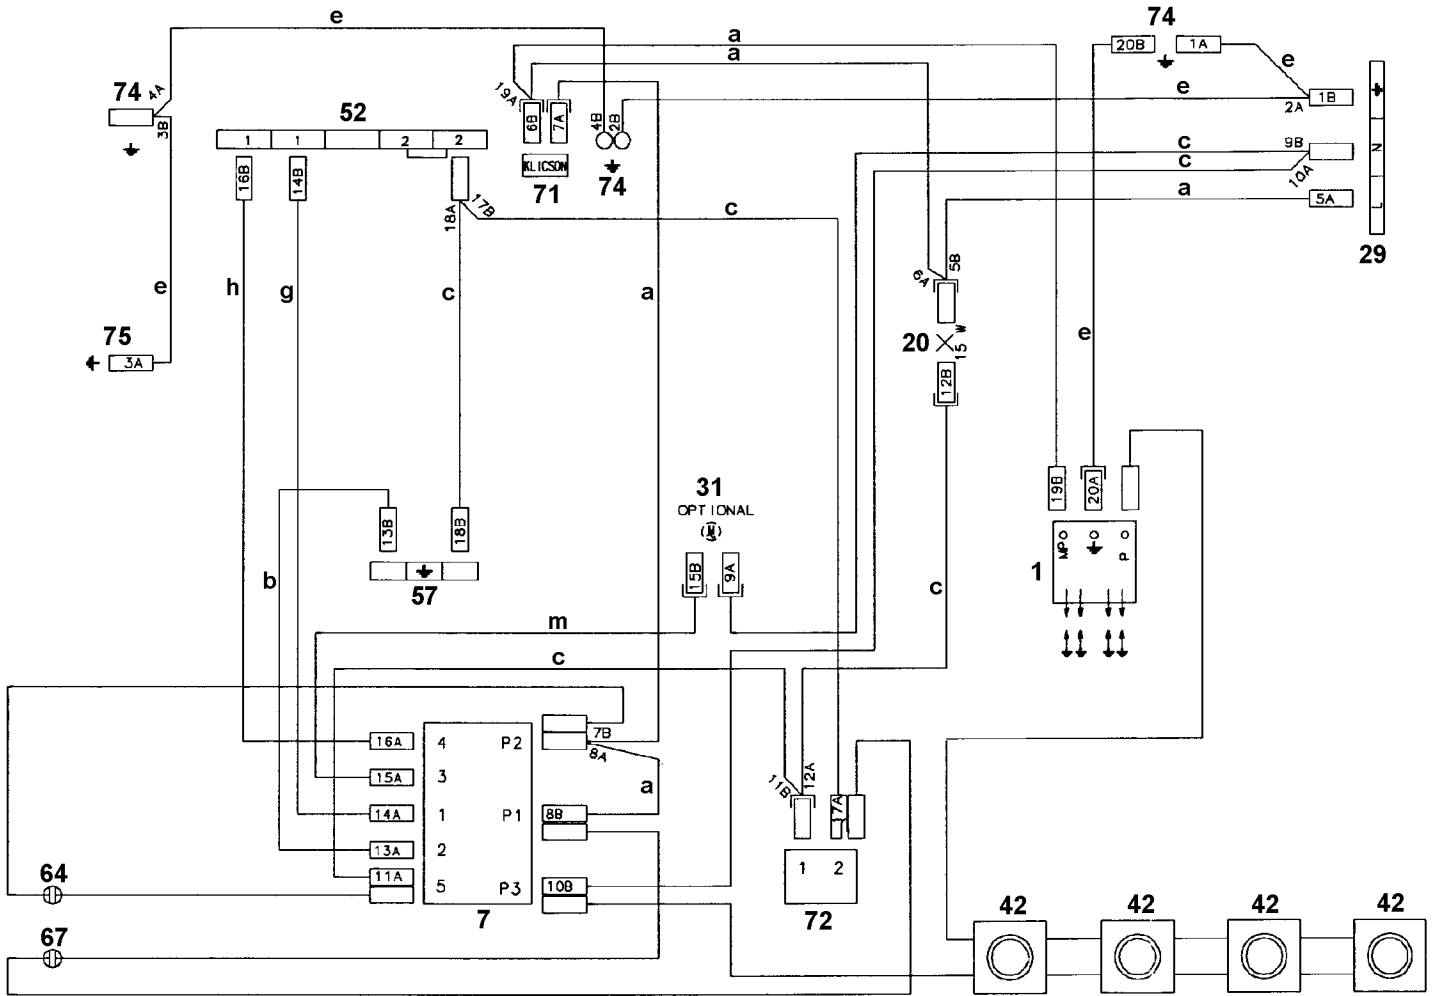 e
74
a
a
20B
1A
e
74
4A
3B
52
19A
6B
7A
4B
2B
e
1B
2A
1
1
2
2
KLICSON
71
74
c
9B
N
c
10A
16B
14B
17B
18A
c
a
5A
L
29
e
h
g
c
a
6A
5B
75
3A
20
15 W
e
12B
31
OPTIONAL
(M)
13B
18B
19B
20A
15B
9A
MP
P
1
b
57
c
m
c
7B
16A
4
P2
8A
15A
3
a
11B
12A
17A
14A
1
P1
8B
13A
2
1
2
11A
5
P3
10B
64
7
72
42
42
42
42
67